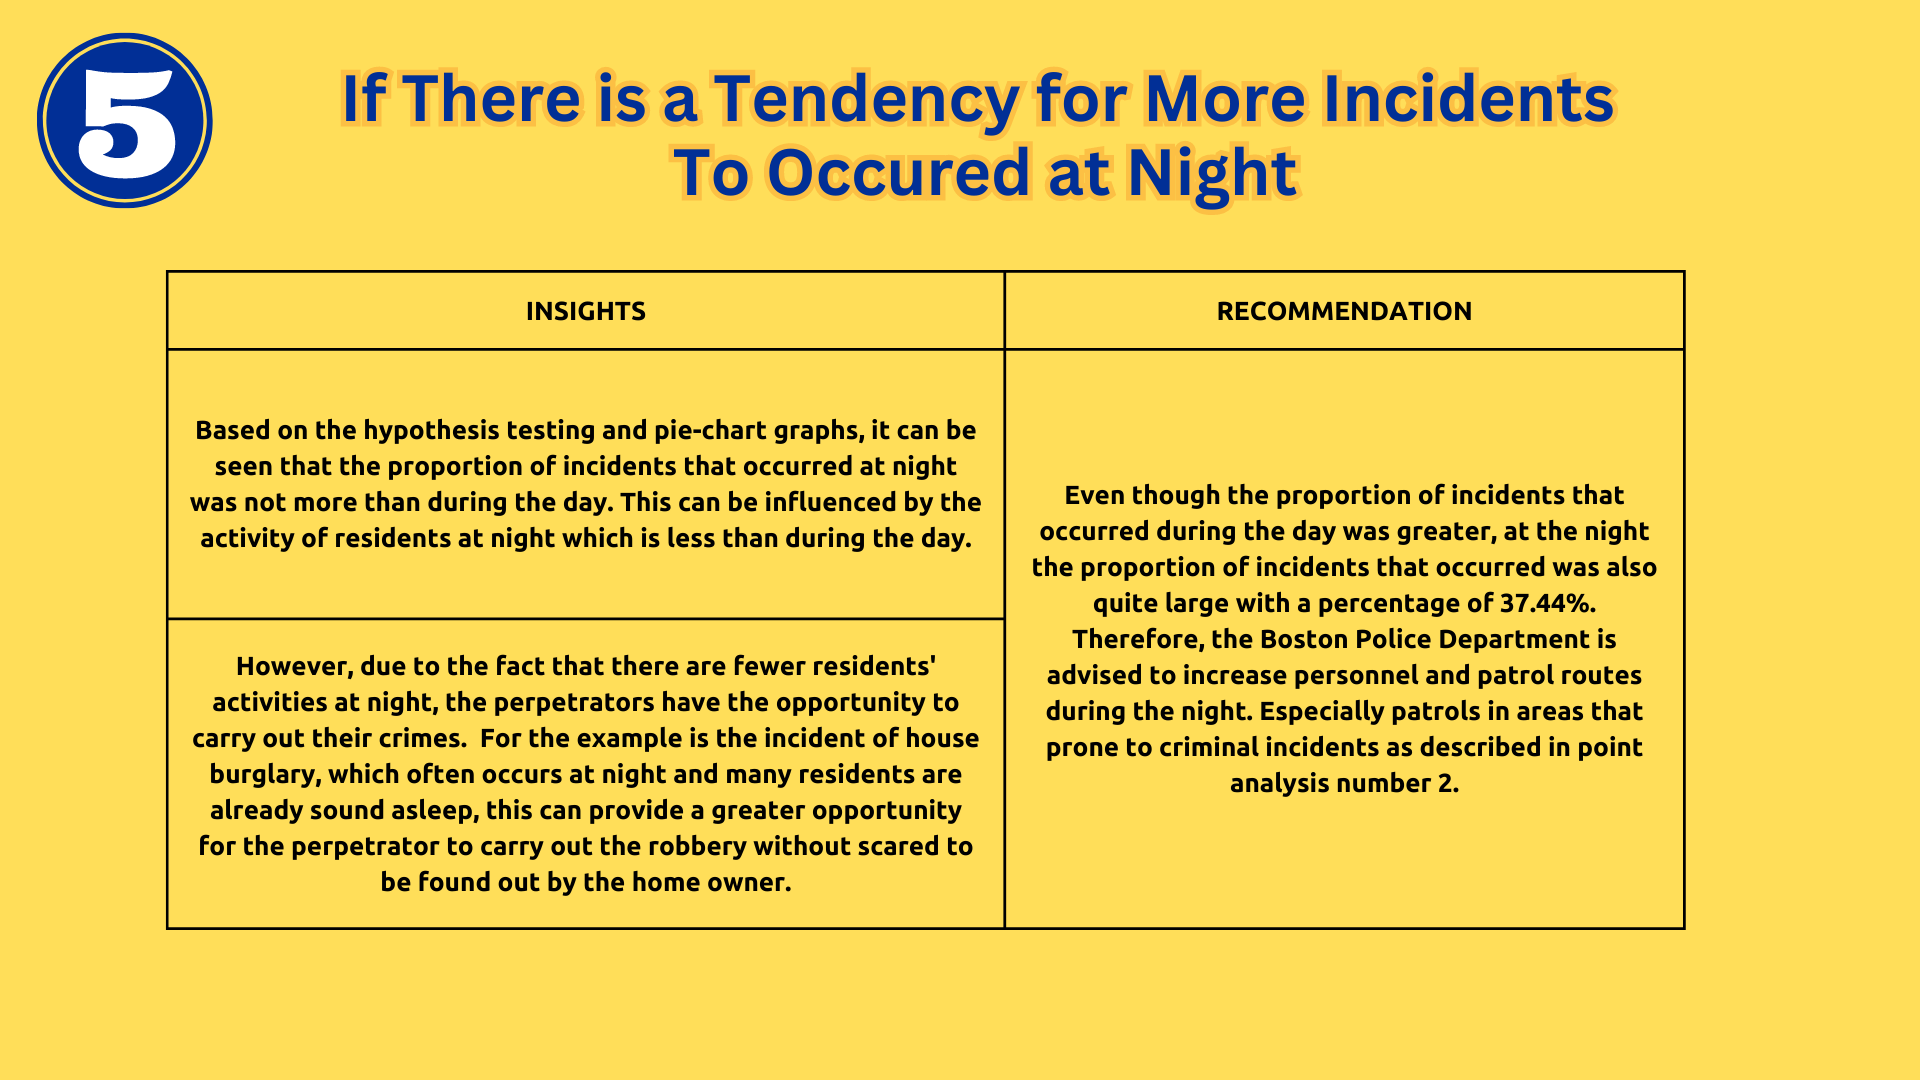 5
If There is a Tendency for More Incidents
To Occured at Night
INSIGHTS
RECOMMENDATION
Based on the hypothesis testing and pie-chart graphs, it can be
seen that the proportion of incidents that occurred at night
was not more than during the day. This can be influenced by the
activity of residents at night which is less than during the day.
However, due to the fact that there are fewer residents'
activities at night, the perpetrators have the opportunity to
carry out their crimes.  For the example is the incident of house
burglary, which often occurs at night and many residents are
already sound asleep, this can provide a greater opportunity
for the perpetrator to carry out the robbery without scared to
be found out by the home owner.
Even though the proportion of incidents that
occurred during the day was greater, at the night
the proportion of incidents that occurred was also
quite large with a percentage of 37.44%.
Therefore, the Boston Police Department is
advised to increase personnel and patrol routes
during the night. Especially patrols in areas that
prone to criminal incidents as described in point
analysis number 2.